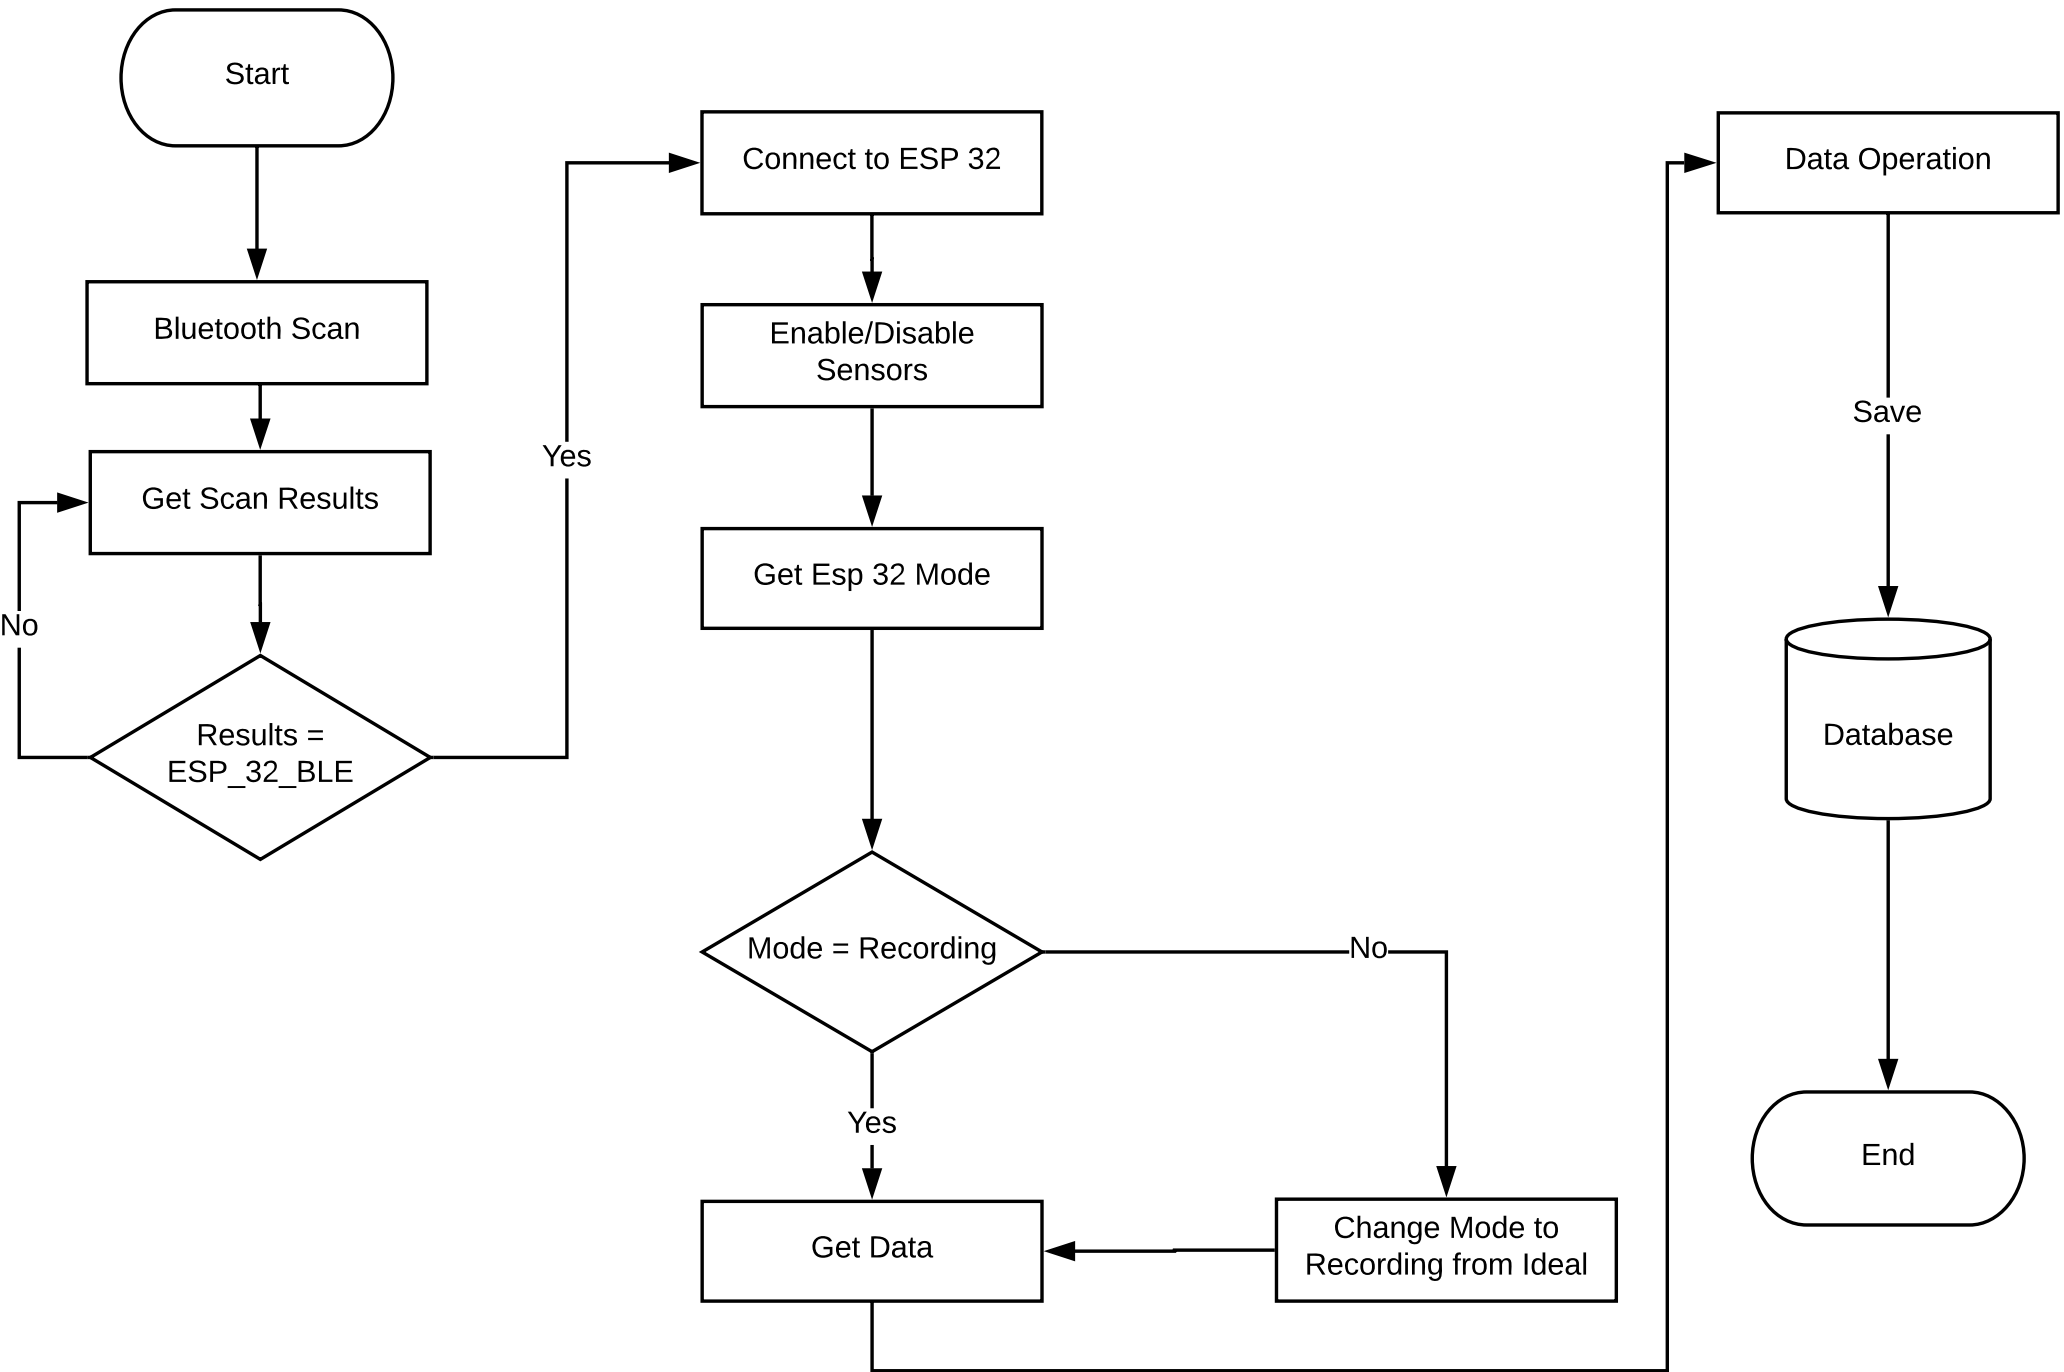 Start
Bluetooth Scan
Get Scan Results
No
Results =
ESP_32_BLE
Yes
Connect to ESP 32
Enable/Disable
Sensors
Get Esp 32 Mode
Mode = Recording
No
Yes
Get Data
Change Mode to
Recording from Ideal
Data Operation
Save
Database
End